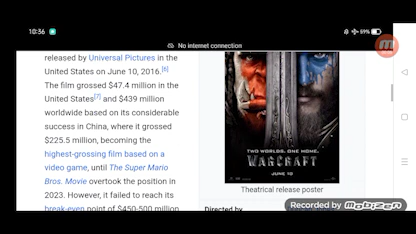 10:36
59%
No internet connection
released by Universal Pictures in the
United States on June 10, 2016.[6]
The film grossed $47.4 million in the
United States[7] and $439 million
worldwide based on its considerable
success in China, where it grossed
$225.5 million, becoming the
highest-grossing film based on a
video game, until The Super Mario
Bros. Movie overtook the position in
2023. However, it failed to reach its
break-even point of $450-500 million
TWO WORLDS. ONE HOME.
WARCRAFT
JUNE 10
Theatrical release poster
Directed by
Recorded by mobizen